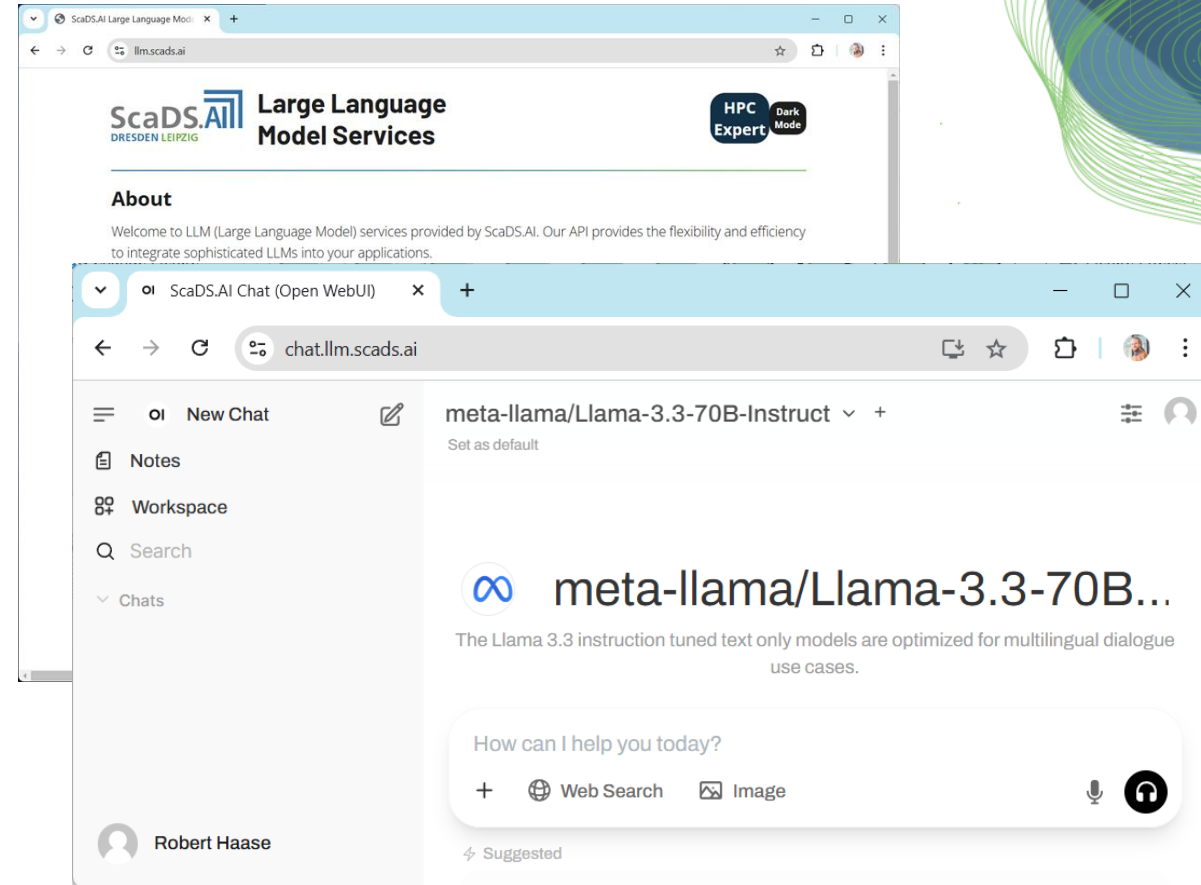 ScaDS.AI Large Language Mod
llm.scads.ai
ScaDS.AI
DRESDEN LEIPZIG
Large Language
Model Services
HPC
Expert
Dark
Mode
About
Welcome to LLM (Large Language Model) services provided by ScaDS.AI. Our API provides the flexibility and efficiency
to integrate sophisticated LLMs into your applications.
OI ScaDS.AI Chat (Open WebUI)
chat.llm.scads.ai
OI New Chat
Notes
Workspace
Search
Chats
Robert Haase
meta-llama/Llama-3.3-70B-Instruct
Set as default
meta-llama/Llama-3.3-70B...
The Llama 3.3 instruction tuned text only models are optimized for multilingual dialogue
use cases.
How can I help you today?
Web Search Image
Suggested